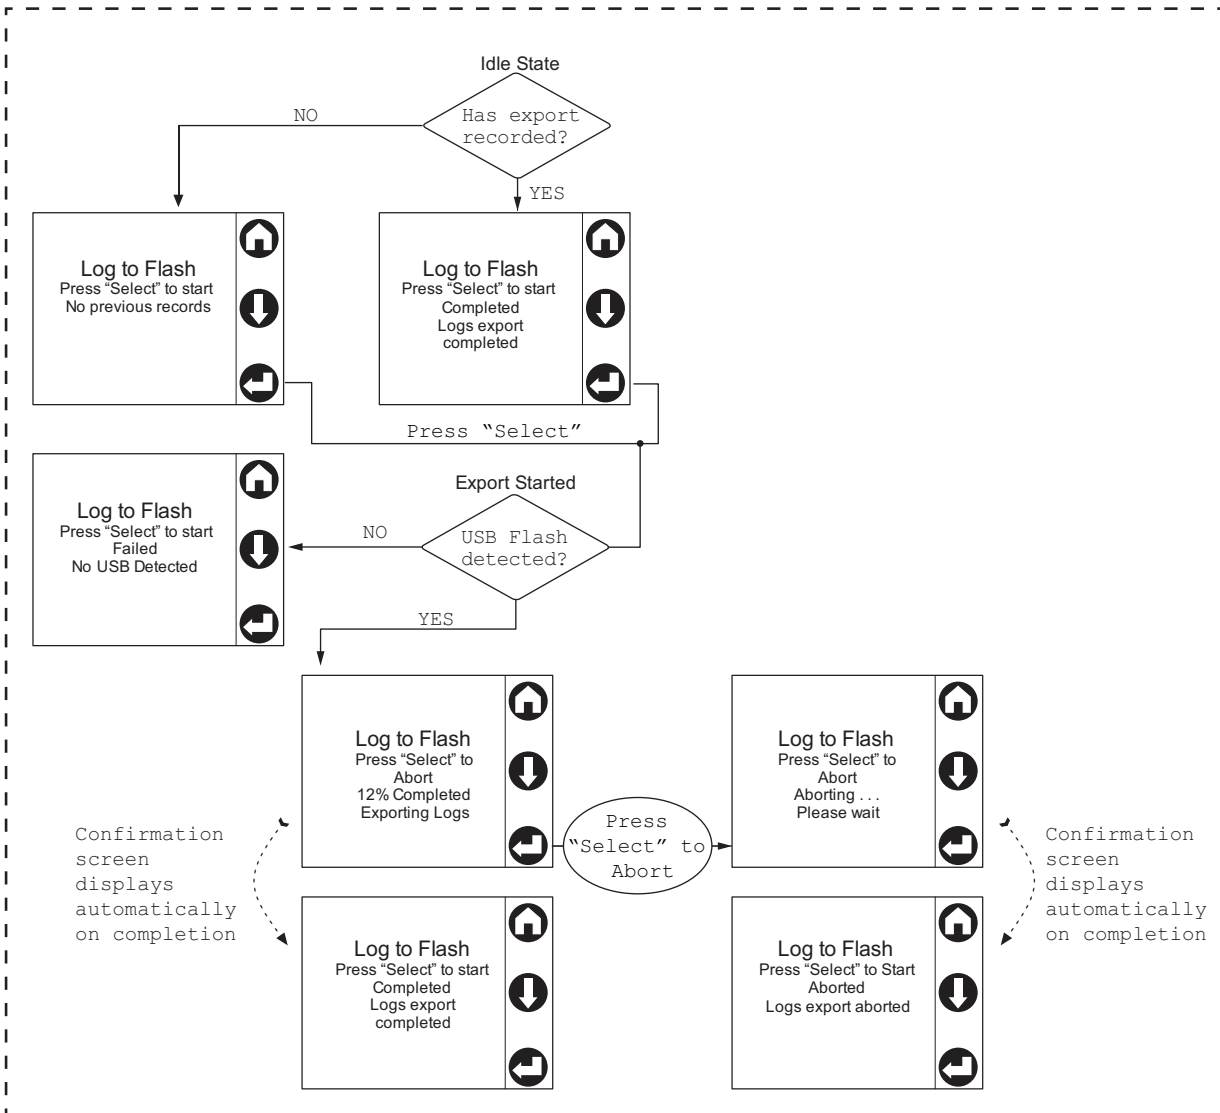 Idle State
Has export
recorded?
NO
YES
Log to Flash
Press “Select” to start
No previous records
Log to Flash
Press “Select” to start
Completed
Logs export
completed
Press “Select”
Log to Flash
Press “Select” to start
Failed
No USB Detected
Export Started
USB Flash
detected?
NO
YES
Log to Flash
Press “Select” to
Abort
12% Completed
Exporting Logs
Press
“Select” to
Abort
Log to Flash
Press “Select” to
Abort
Aborting . . .
Please wait
Confirmation
screen
displays
automatically
on completion
Confirmation
screen
displays
automatically
on completion
Log to Flash
Press “Select” to start
Completed
Logs export
completed
Log to Flash
Press “Select” to Start
Aborted
Logs export aborted